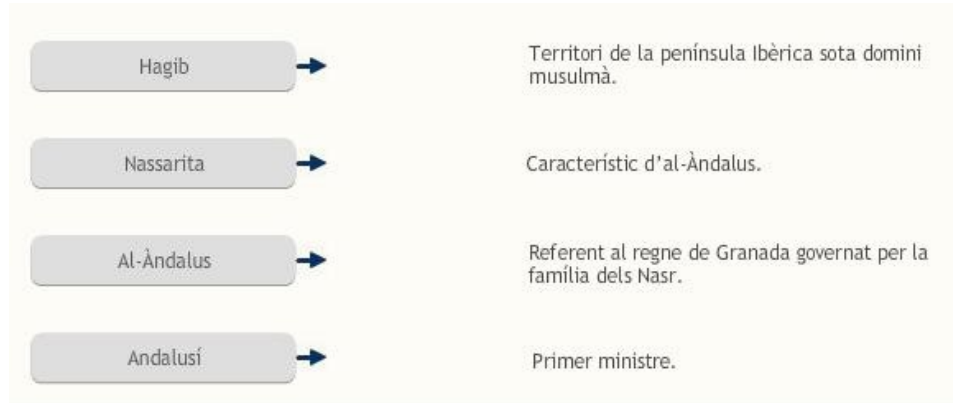 Hagib
Territori de la península Ibèrica sota domini
musulmà.
Nassarita
Característic d'al-Àndalus.
Al-Àndalus
Referent al regne de Granada governat per la
família dels Nasr.
Andalusí
Primer ministre.